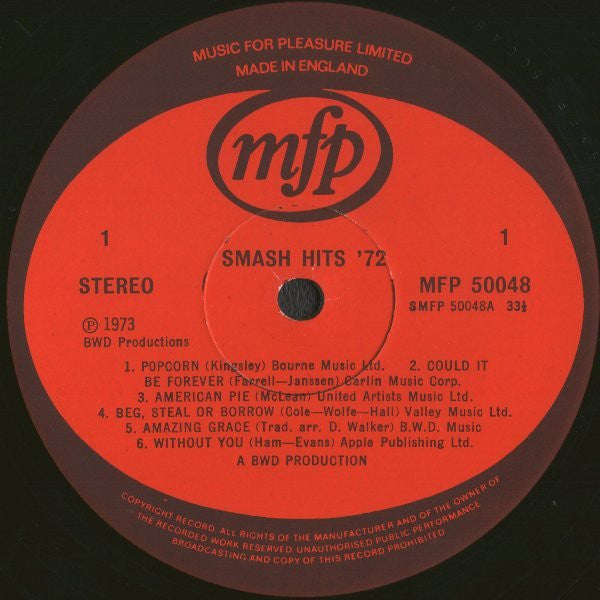 MUSIC FOR PLEASURE LIMITED
MADE IN ENGLAND
mfp
1
1
SMASH HITS '72
STEREO
MFP 50048
SMFP 50048A 33⅓
Ⓟ 1973
BWD Productions
1. POPCORN (Kingsley) Bourne Music Ltd. 2. COULD IT
BE FOREVER (Farrell—Janssen) Carlin Music Corp.
3. AMERICAN PIE (McLean) United Artists Music Ltd.
4. BEG, STEAL OR BORROW (Cole—Wolfe—Hall) Valley Music Ltd.
5. AMAZING GRACE (Trad. arr. D. Walker) B.W.D. Music
6. WITHOUT YOU (Ham—Evans) Apple Publishing Ltd.
A BWD PRODUCTION
COPYRIGHT RECORD. ALL RIGHTS OF THE MANUFACTURER AND OF THE OWNER OF
THE RECORDED WORK RESERVED. UNAUTHORISED PUBLIC PERFORMANCE
BROADCASTING AND COPY OF THIS RECORD PROHIBITED